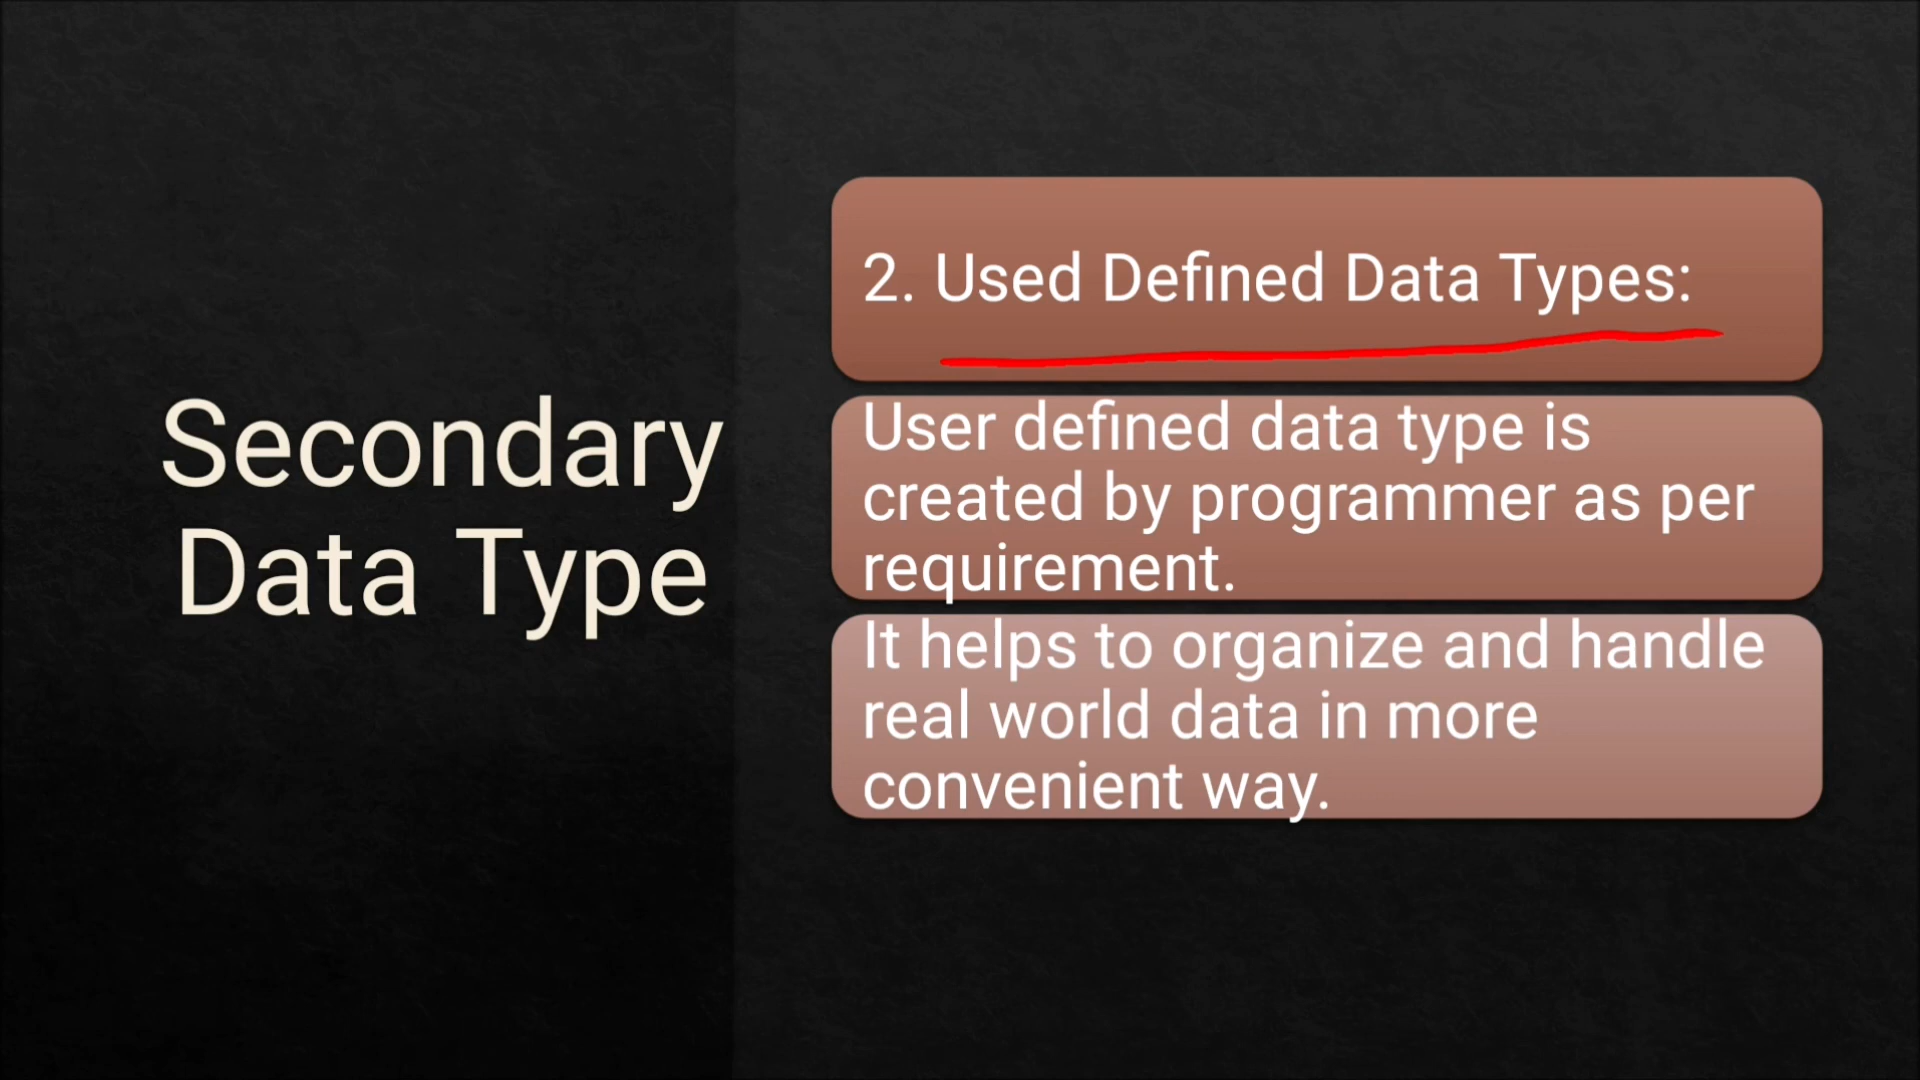 Secondary
Data Type
2. Used Defined Data Types:
User defined data type is
created by programmer as per
requirement.
It helps to organize and handle
real world data in more
convenient way.